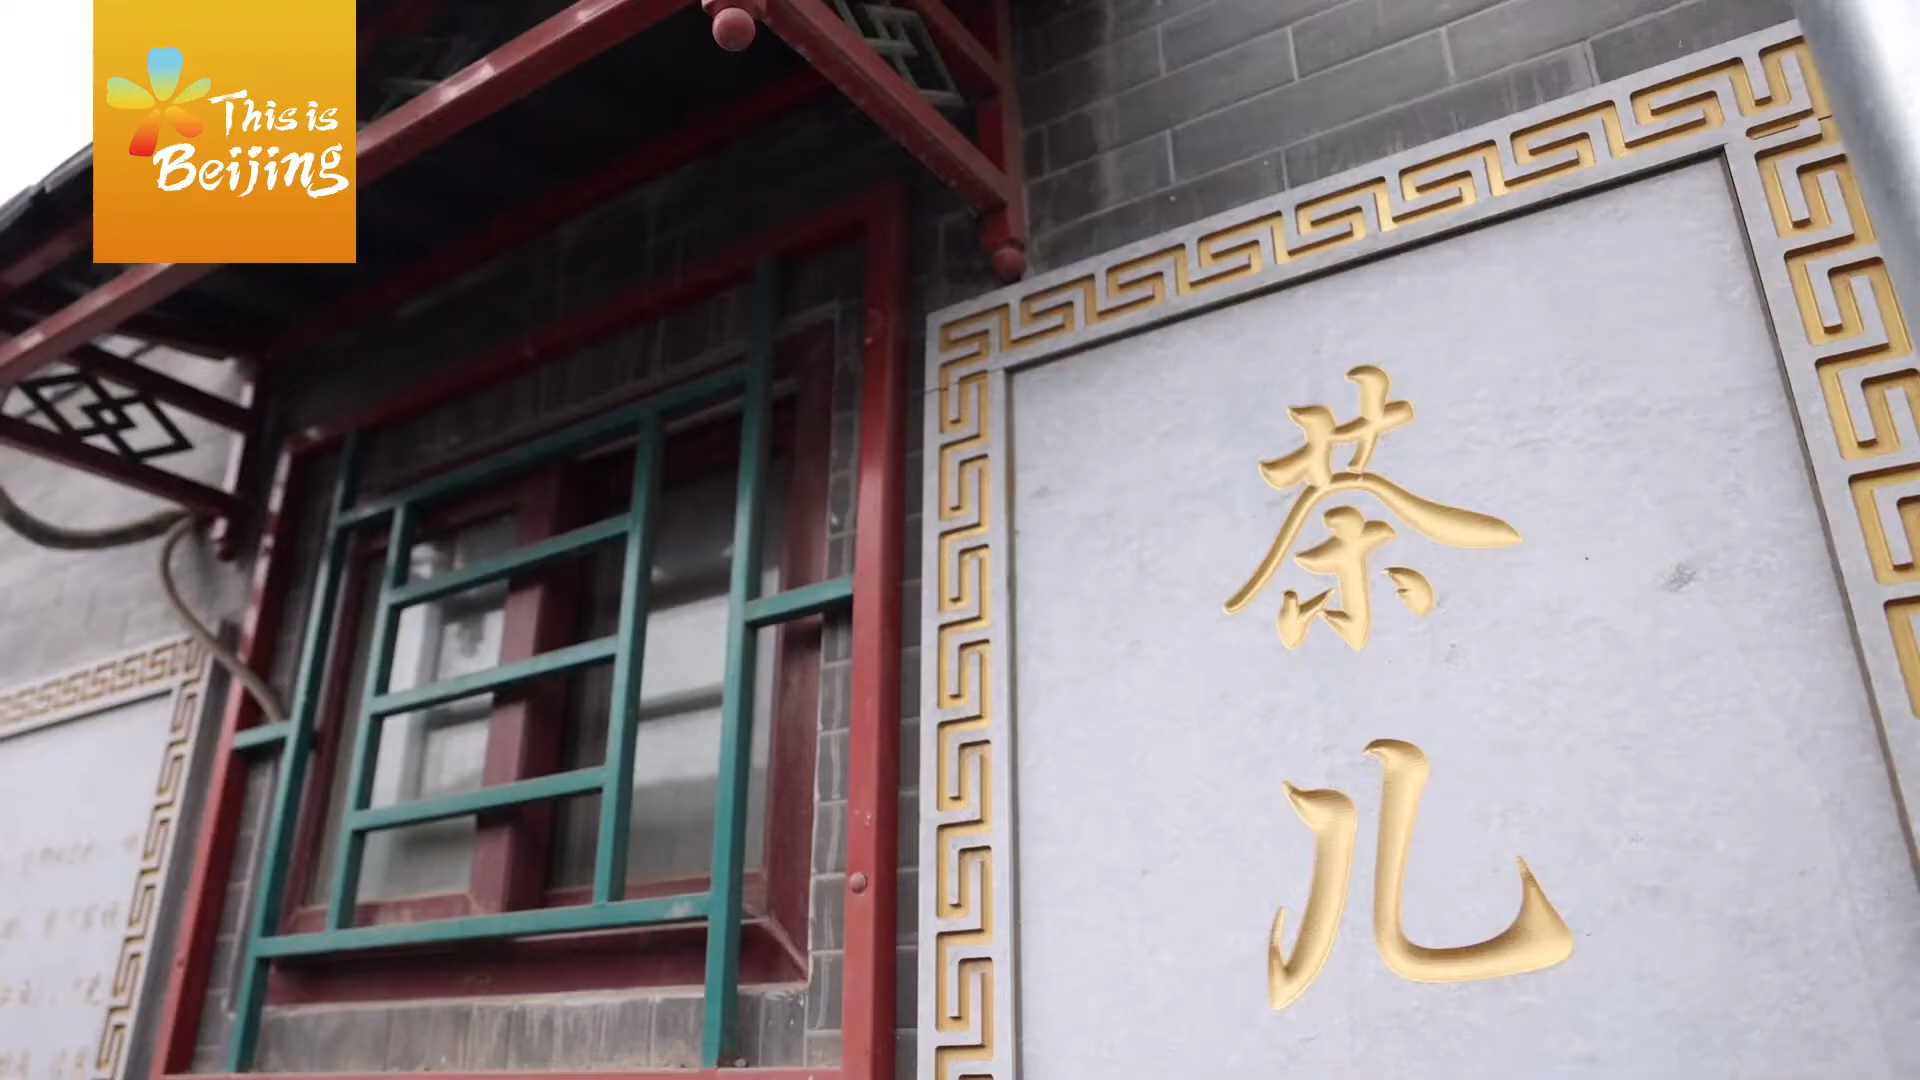 This is
Beijing
茶
儿